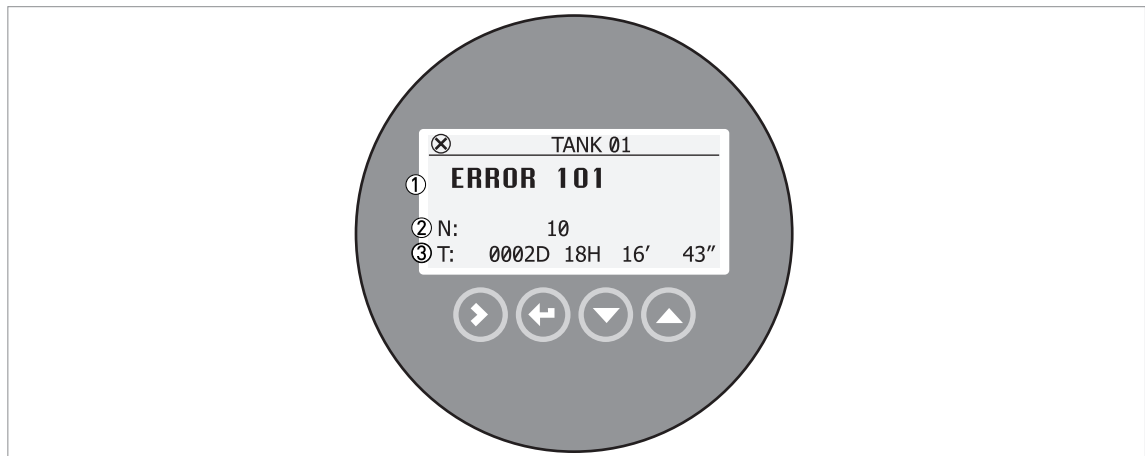 ⊗ TANK 01
① ERROR 101
② N: 10
③ T: 0002D 18H 16′ 43″